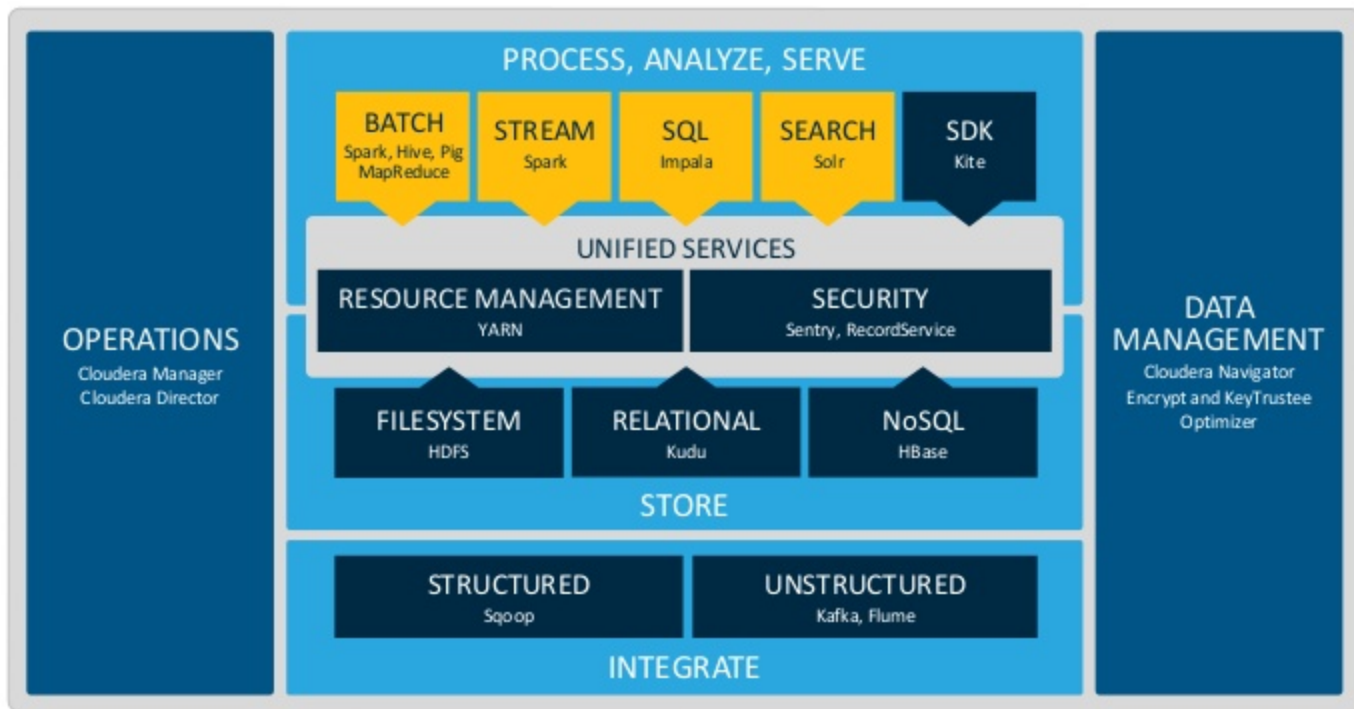 OPERATIONS
Cloudera Manager
Cloudera Director
PROCESS, ANALYZE, SERVE
BATCH
Spark, Hive, Pig
MapReduce
STREAM
Spark
SQL
Impala
SEARCH
Solr
SDK
Kite
UNIFIED SERVICES
RESOURCE MANAGEMENT
YARN
SECURITY
Sentry, RecordService
FILESYSTEM
HDFS
RELATIONAL
Kudu
NoSQL
HBase
STORE
STRUCTURED
Sqoop
UNSTRUCTURED
Kafka, Flume
INTEGRATE
DATA
MANAGEMENT
Cloudera Navigator
Encrypt and KeyTrustee
Optimizer